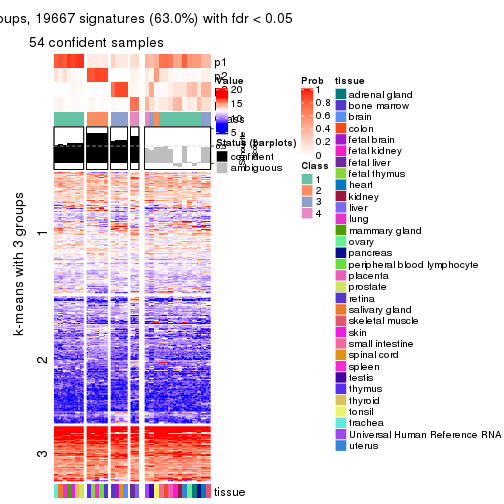 oups, 19667 signatures (63.0%) with fdr < 0.05
54 confident samples
p1
p2
Value
20
15
10
5
Status (barplots)
confident
ambiguous
Prob
1
0.8
0.6
0.4
0.2
0
Class
1
2
3
4
tissue
adrenal gland
bone marrow
brain
colon
fetal brain
fetal kidney
fetal liver
fetal thymus
heart
kidney
liver
lung
mammary gland
ovary
pancreas
peripheral blood lymphocyte
placenta
prostate
retina
salivary gland
skeletal muscle
skin
small intestine
spinal cord
spleen
testis
thymus
thyroid
tonsil
trachea
Universal Human Reference RNA
uterus
k-means with 3 groups
1
2
3
tissue